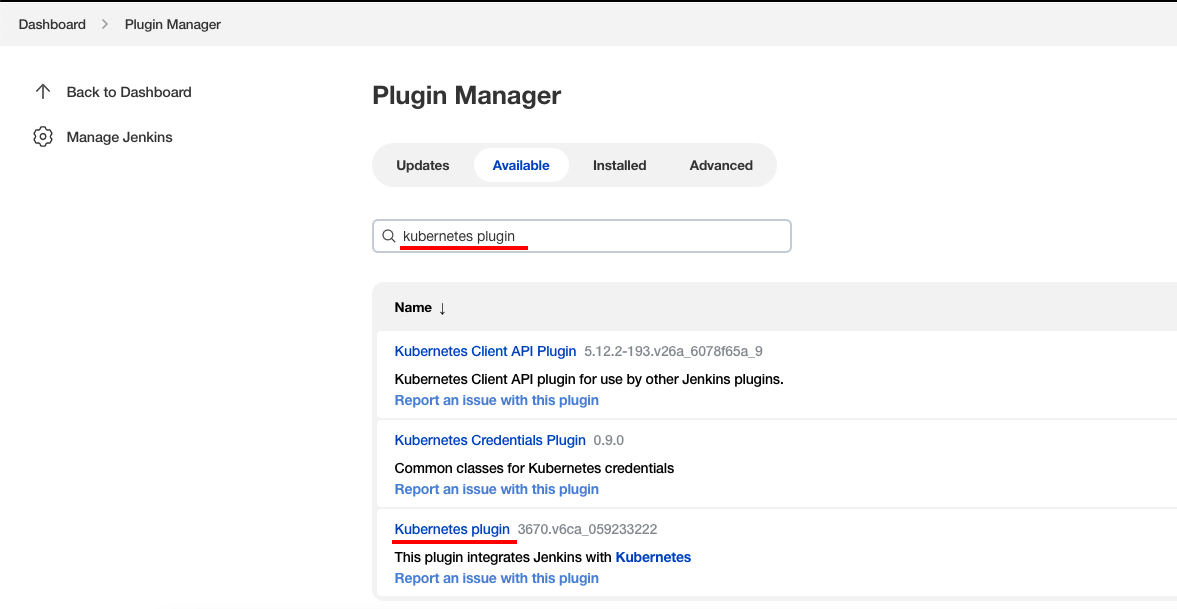 Dashboard > Plugin Manager
Back to Dashboard
Manage Jenkins
Plugin Manager
Updates Available Installed Advanced
kubernetes plugin
Name ↓
Kubernetes Client API Plugin 5.12.2-193.v26a_6078f65a_9
Kubernetes Client API plugin for use by other Jenkins plugins.
Report an issue with this plugin
Kubernetes Credentials Plugin 0.9.0
Common classes for Kubernetes credentials
Report an issue with this plugin
Kubernetes plugin 3670.v6ca_059233222
This plugin integrates Jenkins with Kubernetes
Report an issue with this plugin